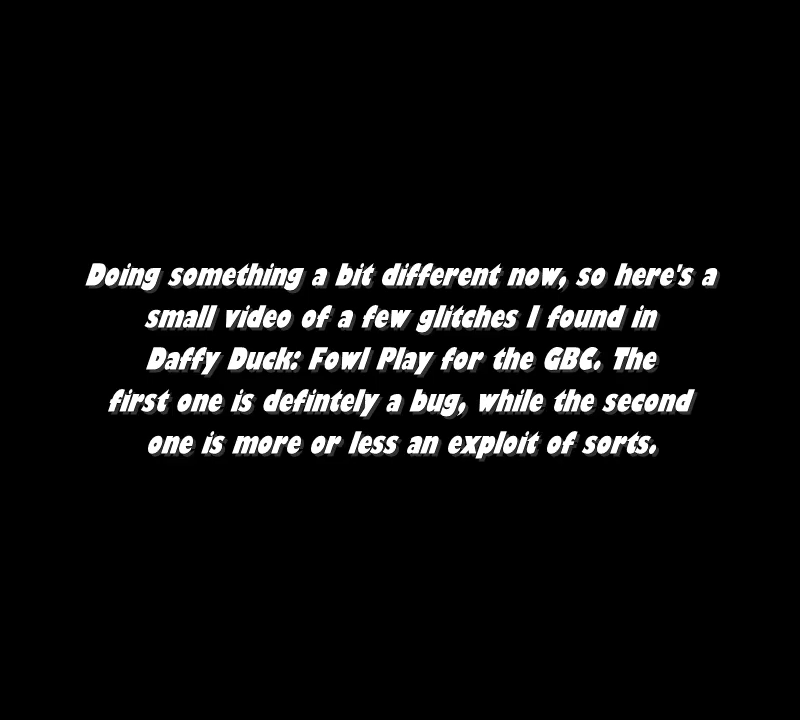 Doing something a bit different now, so here's a
small video of a few glitches I found in
Daffy Duck: Fowl Play for the GBC. The
first one is defintely a bug, while the second
one is more or less an exploit of sorts.